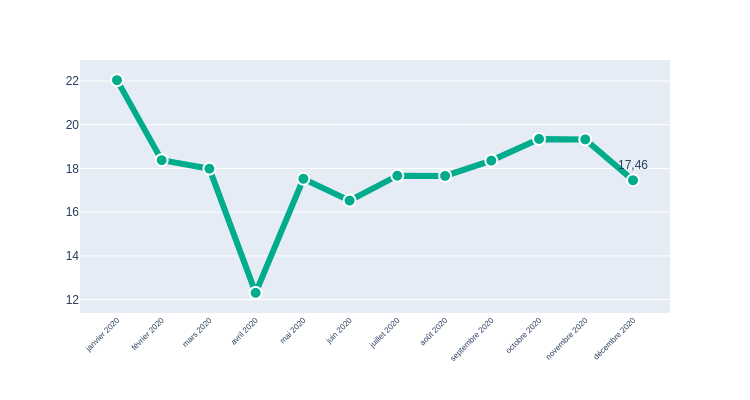 22
20
18
16
14
12
17,46
janvier 2020
février 2020
mars 2020
avril 2020
mai 2020
juin 2020
juillet 2020
août 2020
septembre 2020
octobre 2020
novembre 2020
décembre 2020